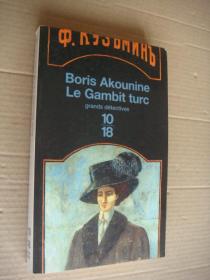 Ф. КУЗЬМИНЪ
Boris Akounine
Le Gambit turc
grands détectives
10
18